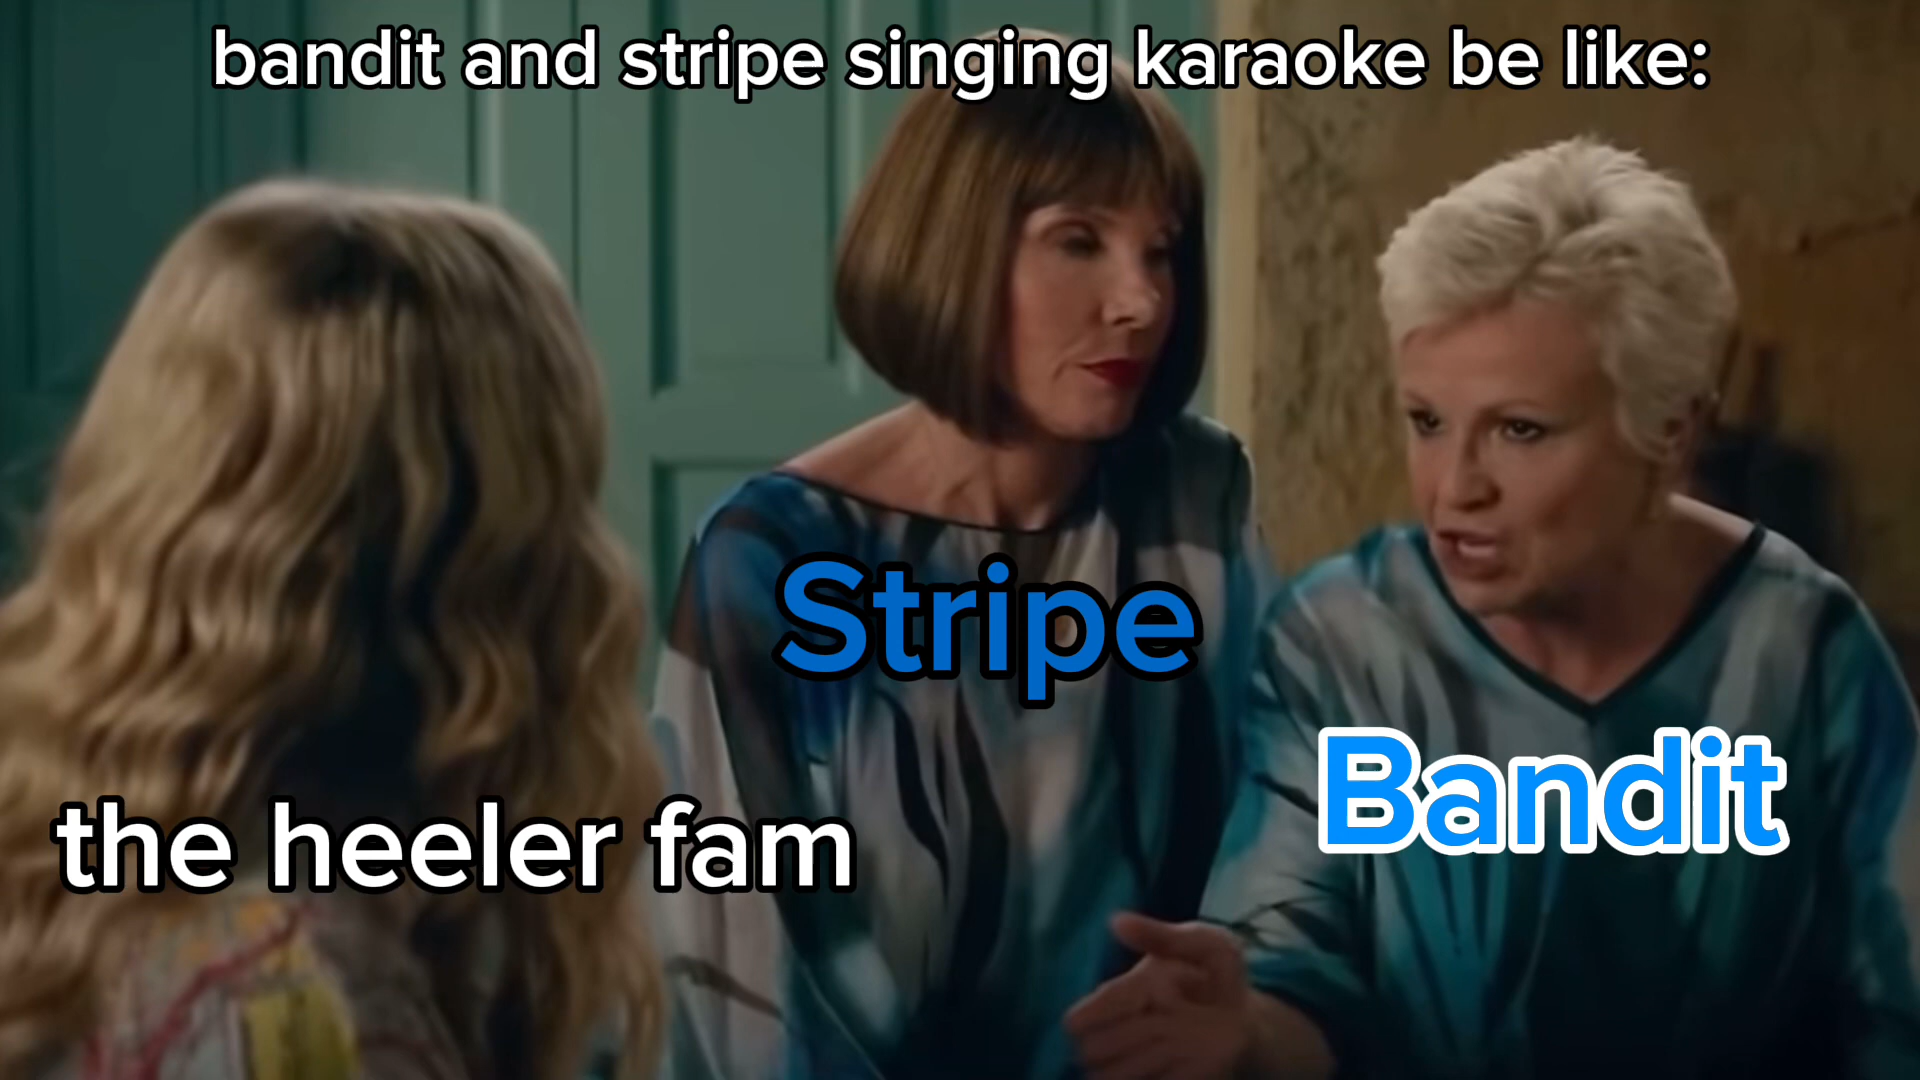 bandit and stripe singing karaoke be like:
Stripe
Bandit
the heeler fam